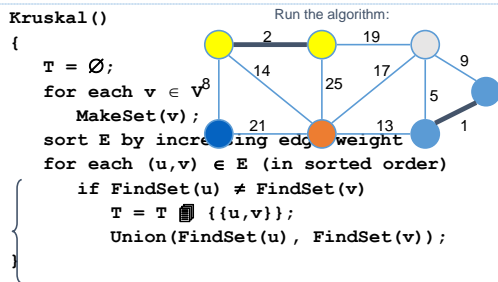 Run the algorithm:
Kruskal()
{
T = Ø;
for each v ∈ V
MakeSet(v);
sort E by increasing edge weight
for each (u,v) ∈ E (in sorted order)
if FindSet(u) ≠ FindSet(v)
T = T 🗐 {{u,v}};
Union(FindSet(u), FindSet(v));
}
2 19
9
8 14 17
25 5
1
21 13